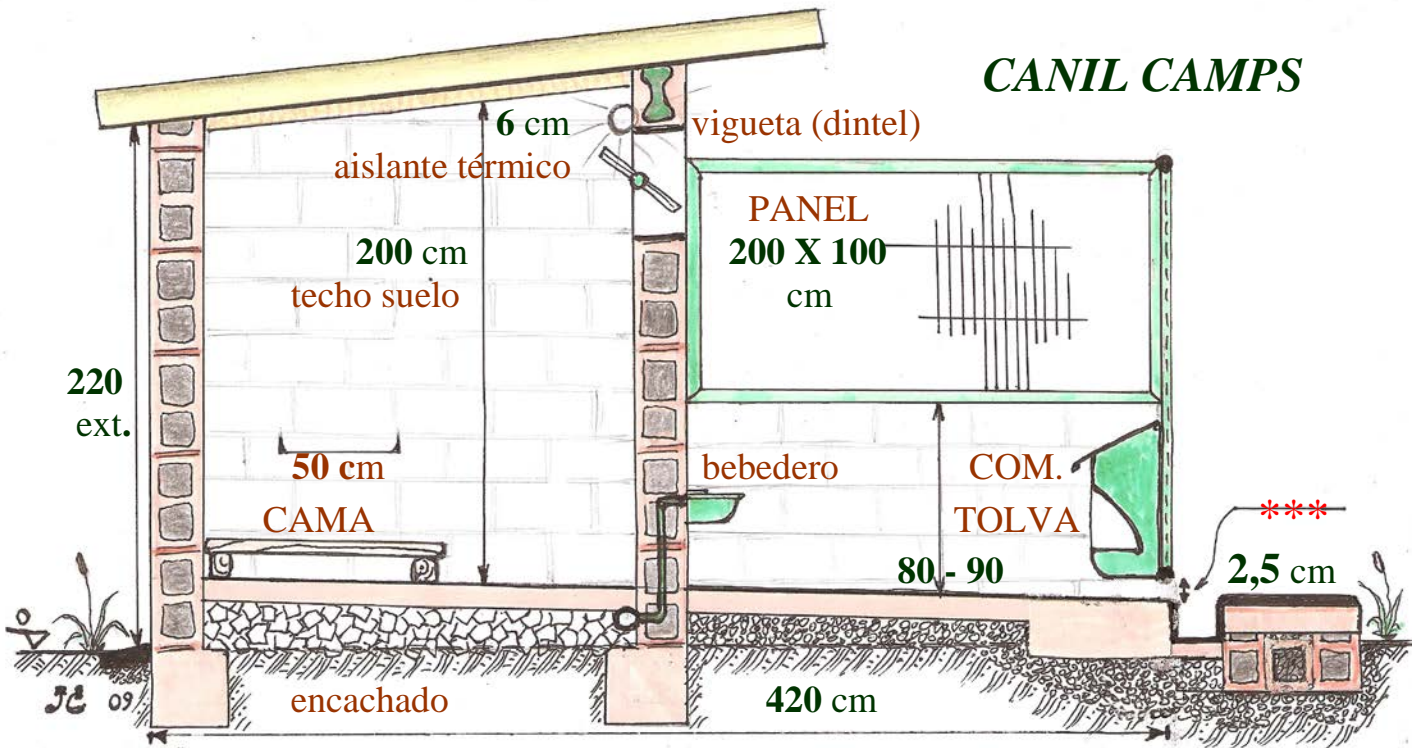 CANIL CAMPS
6 cm
vigueta (dintel)
aislante térmico
PANEL
200 X 100
cm
200 cm
techo suelo
220
ext.
50 cm
CAMA
bebedero
COM.
TOLVA
***
80 - 90
2,5 cm
encachado
420 cm
09